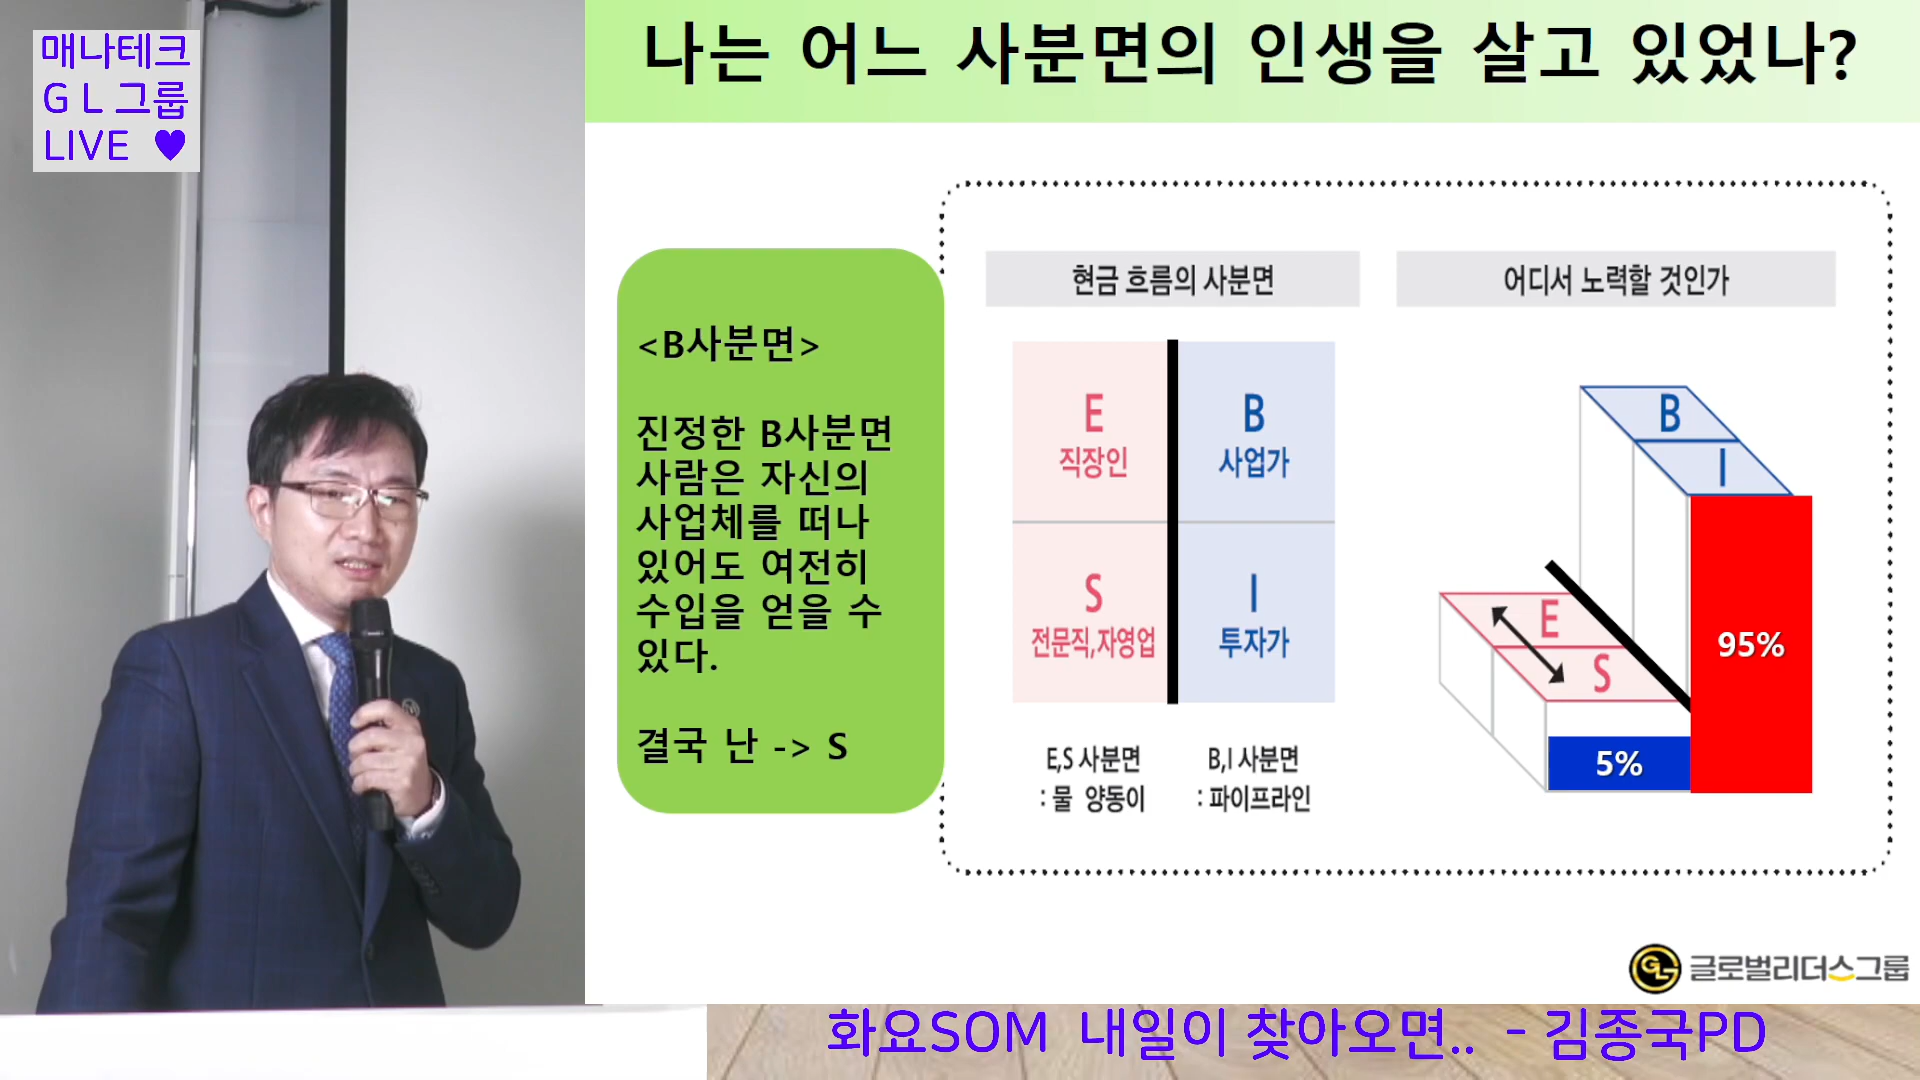 매나테크
G L 그룹
LIVE ♥
나는 어느 사분면의 인생을 살고 있었나?
<B사분면>
진정한 B사분면
사람은 자신의
사업체를 떠나
있어도 여전히
수입을 얻을 수
있다.
결국 난 -> S
현금 흐름의 사분면
E
직장인
B
사업가
S
전문직,자영업
I
투자가
E,S 사분면
: 물 양동이
B,I 사분면
: 파이프라인
어디서 노력할 것인가
B
I
E
S
95%
5%
GL
글로벌리더스그룹
화요SOM 내일이 찾아오면.. - 김종국PD